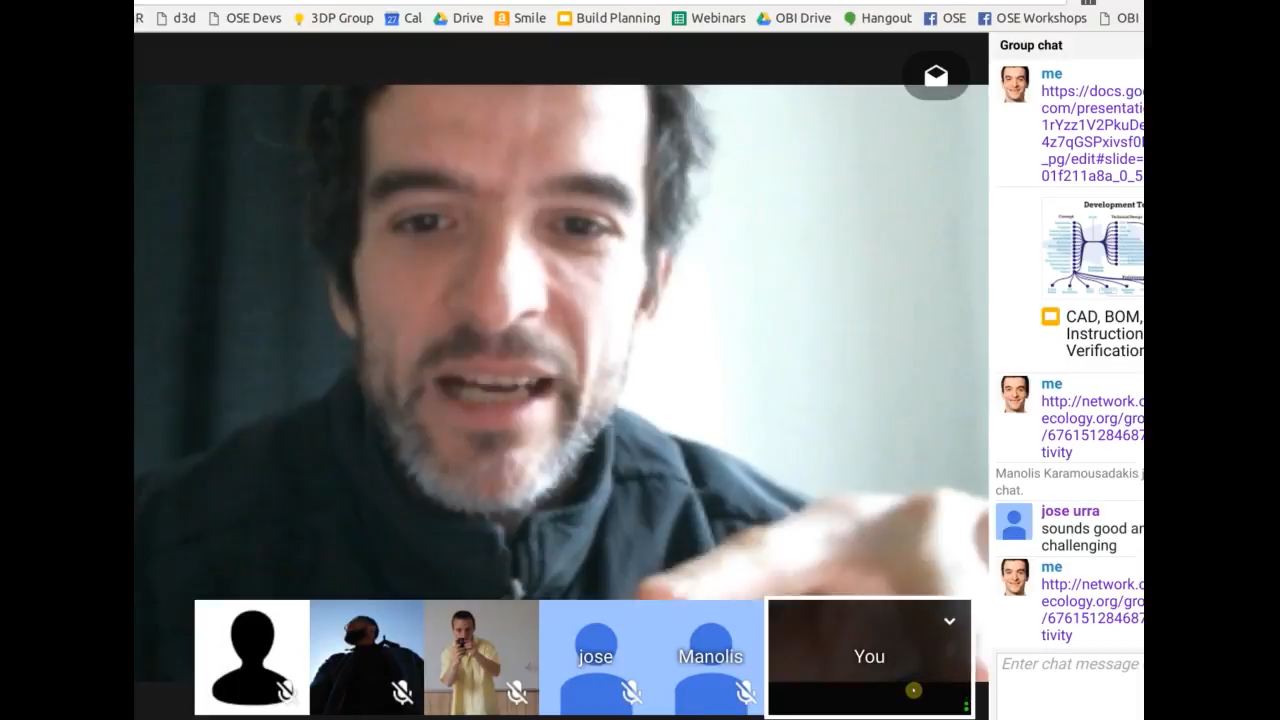 R d3d OSE Devs 3DP Group 27 Cal Drive Smile Build Planning Webinars OBI Drive Hangout OSE OSE Workshops OBI
Group chat
me
https://docs.go
com/presentati
1rYzz1V2PkuDe
4z7qGSPxivsf0
_pg/edit#slide=
01f211a8a_0_5
Development Te
Concept
CAD, BOM,
Instruction
Verification
me
http://network.o
ecology.org/gro
/676151284687
tivity
Manolis Karamousadakis j
chat.
jose urra
sounds good an
challenging
me
http://network.o
ecology.org/gro
/676151284687
tivity
Enter chat message
jose
Manolis
You